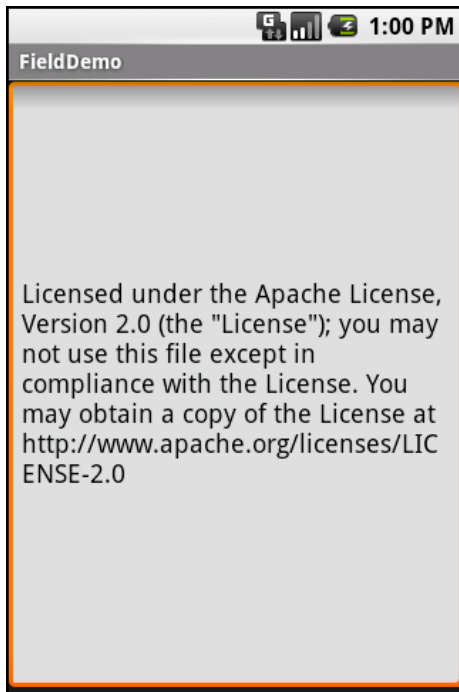 1:00 PM
FieldDemo
Licensed under the Apache License,
Version 2.0 (the "License"); you may
not use this file except in
compliance with the License. You
may obtain a copy of the License at
http://www.apache.org/licenses/LIC
ENSE-2.0